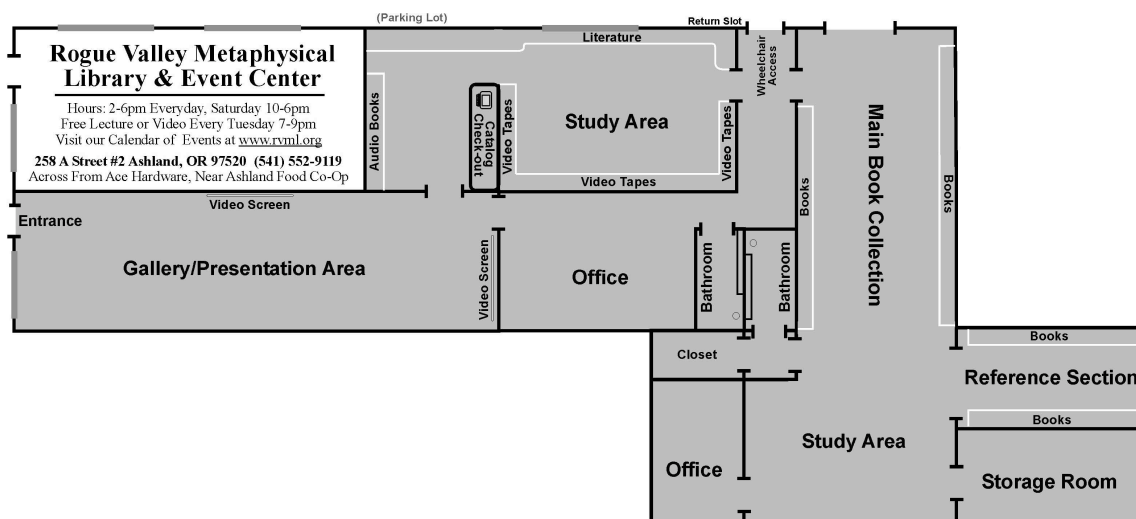 (Parking Lot)
Return Slot
Rogue Valley Metaphysical
Library & Event Center
Hours: 2-6pm Everyday, Saturday 10-6pm
Free Lecture or Video Every Tuesday 7-9pm
Visit our Calendar of Events at www.rvml.org
258 A Street #2 Ashland, OR 97520 (541) 552-9119
Across From Ace Hardware, Near Ashland Food Co-Op
Literature
Wheelchair
Access
Audio Books
Catalog
Check-out
Video Tapes
Study Area
Video Tapes
Video Tapes
Main Book Collection
Books
Books
Video Screen
Entrance
Gallery/Presentation Area
Video Screen
Office
Bathroom
Bathroom
Closet
Books
Reference Section
Books
Study Area
Office
Storage Room